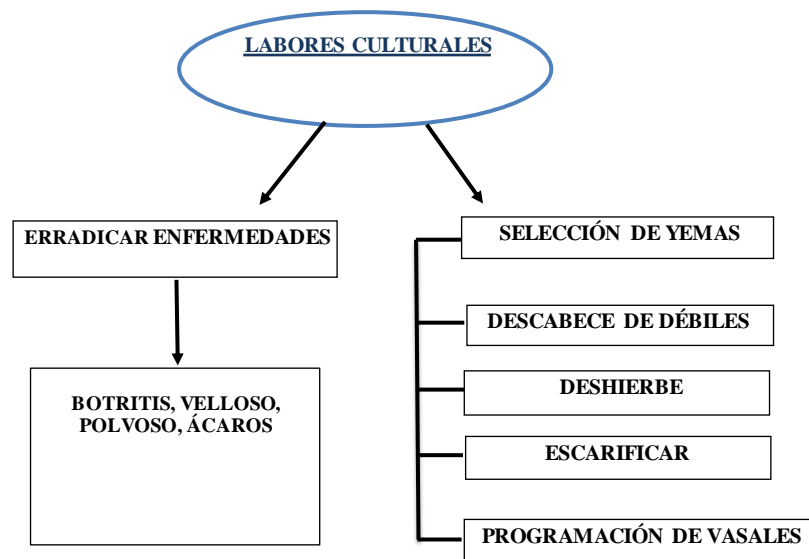 LABORES CULTURALES
ERRADICAR ENFERMEDADES
BOTRITIS, VELLOSO,
POLVOSO, ÁCAROS
SELECCIÓN DE YEMAS
DESCABECE DE DÉBILES
DESHIERBE
ESCARIFICAR
PROGRAMACIÓN DE VASALES